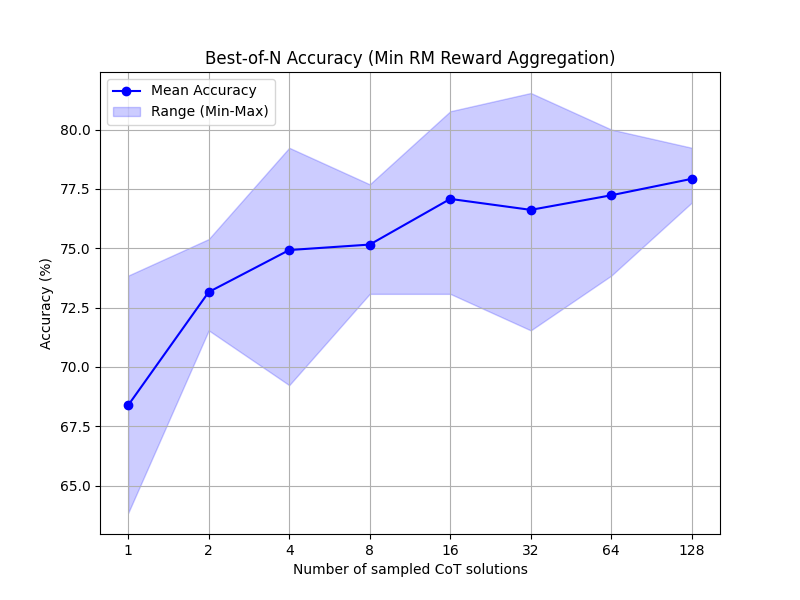 Best-of-N Accuracy (Min RM Reward Aggregation)
Mean Accuracy
Range (Min-Max)
Accuracy (%)
80.0
77.5
75.0
72.5
70.0
67.5
65.0
1 2 4 8 16 32 64 128
Number of sampled CoT solutions